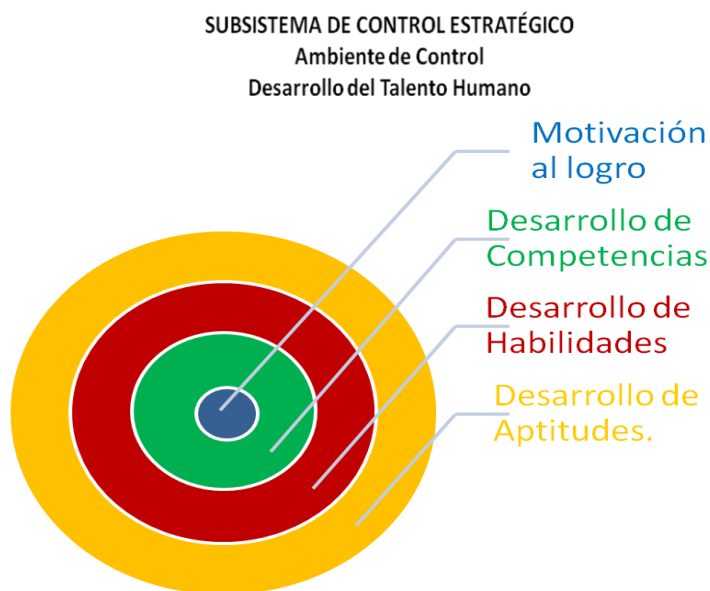 SUBSISTEMA DE CONTROL ESTRATÉGICO
Ambiente de Control
Desarrollo del Talento Humano
Motivación
al logro
Desarrollo de
Competencias
Desarrollo de
Habilidades
Desarrollo de
Aptitudes.